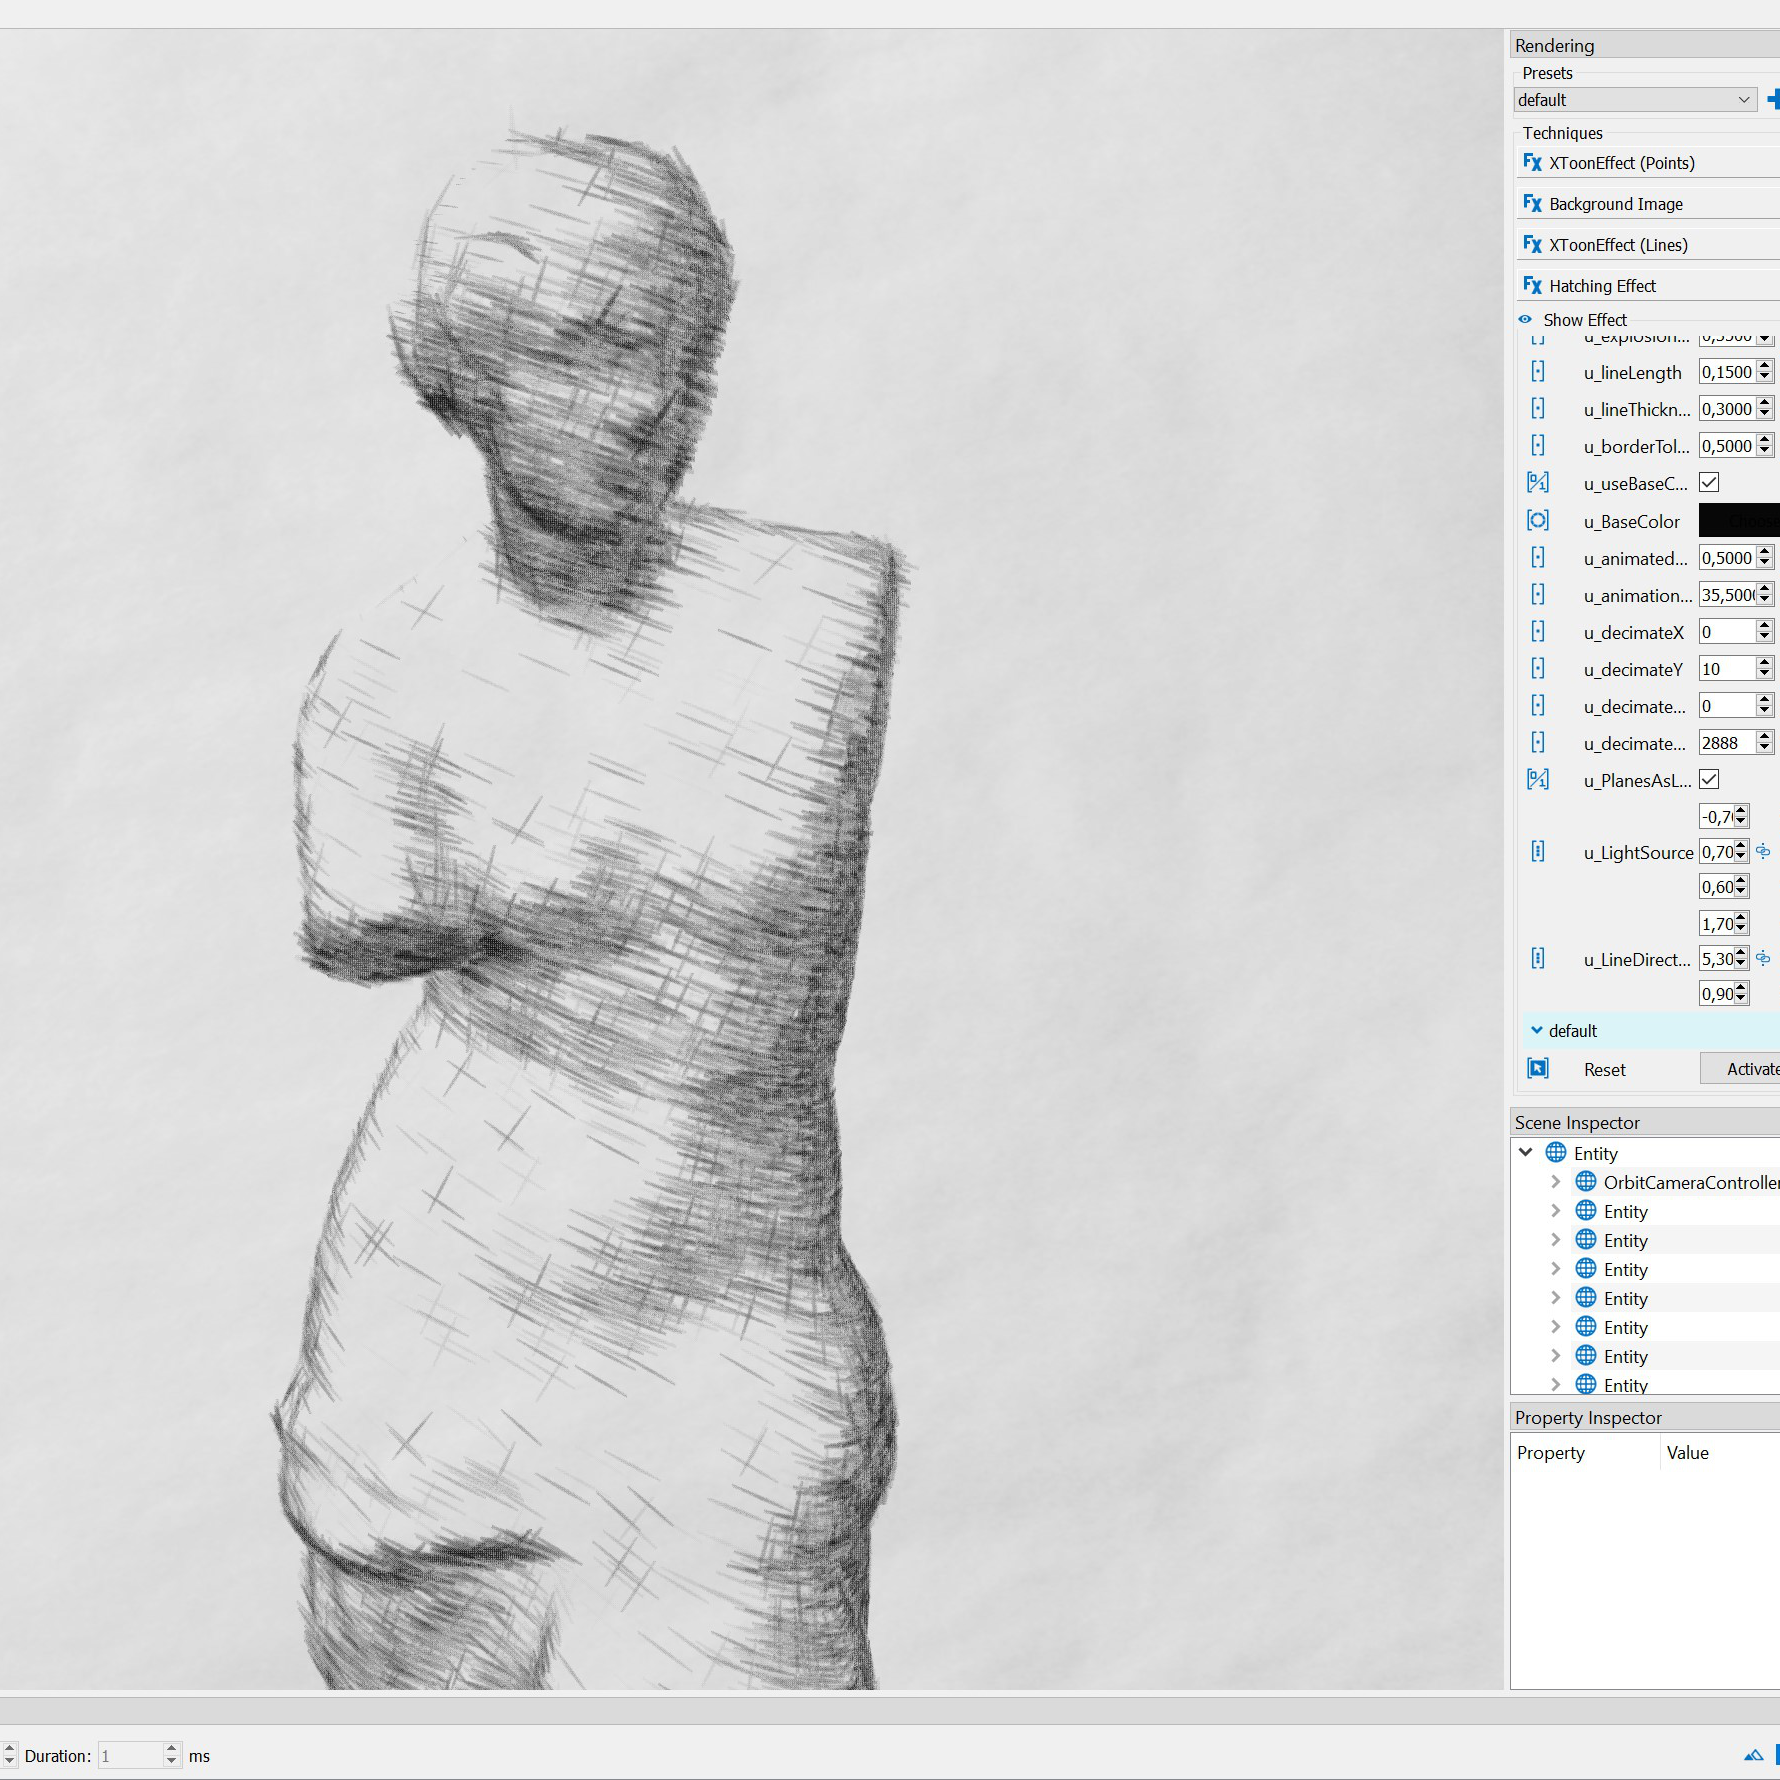 Rendering
Presets
default
Techniques
XToonEffect (Points)
Background Image
XToonEffect (Lines)
Hatching Effect
Show Effect
u_explosion...
u_lineLength 0,1500
u_lineThickn... 0,3000
u_borderTol... 0,5000
u_useBaseC...
u_BaseColor
u_animated... 0,5000
u_animation... 35,500
u_decimateX 0
u_decimateY 10
u_decimate... 0
u_decimate... 2888
u_PlanesAsL...
-0,7
u_LightSource 0,70
0,60
1,70
u_LineDirect... 5,30
0,90
default
Reset Activate
Scene Inspector
Entity
OrbitCameraController
Entity
Entity
Entity
Entity
Entity
Entity
Entity
Property Inspector
Property Value
Duration: 1 ms